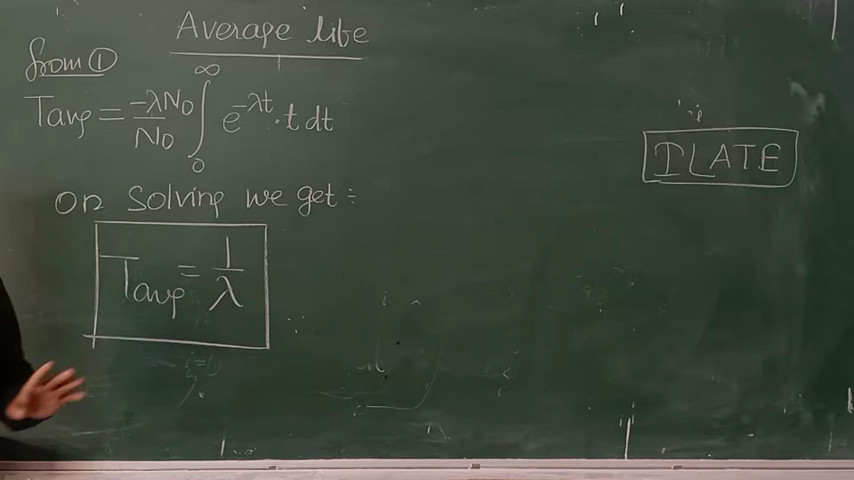 Average life
from ①
Tavg = -λN0/N0 ∫0^∞ e^-λt . t dt
ILATE
on solving we get ÷
Tavg = 1/λ